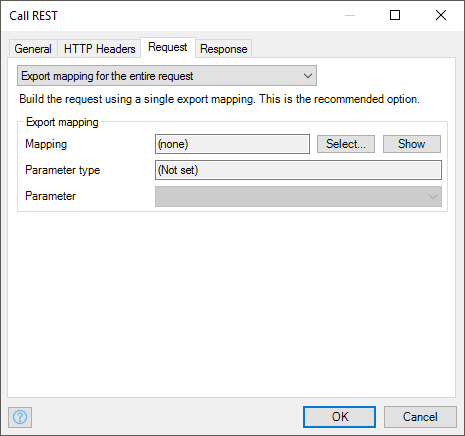 Call REST
General HTTP Headers Request Response
Export mapping for the entire request
Build the request using a single export mapping. This is the recommended option.
Export mapping
Mapping (none) Select... Show
Parameter type (Not set)
Parameter
? OK Cancel